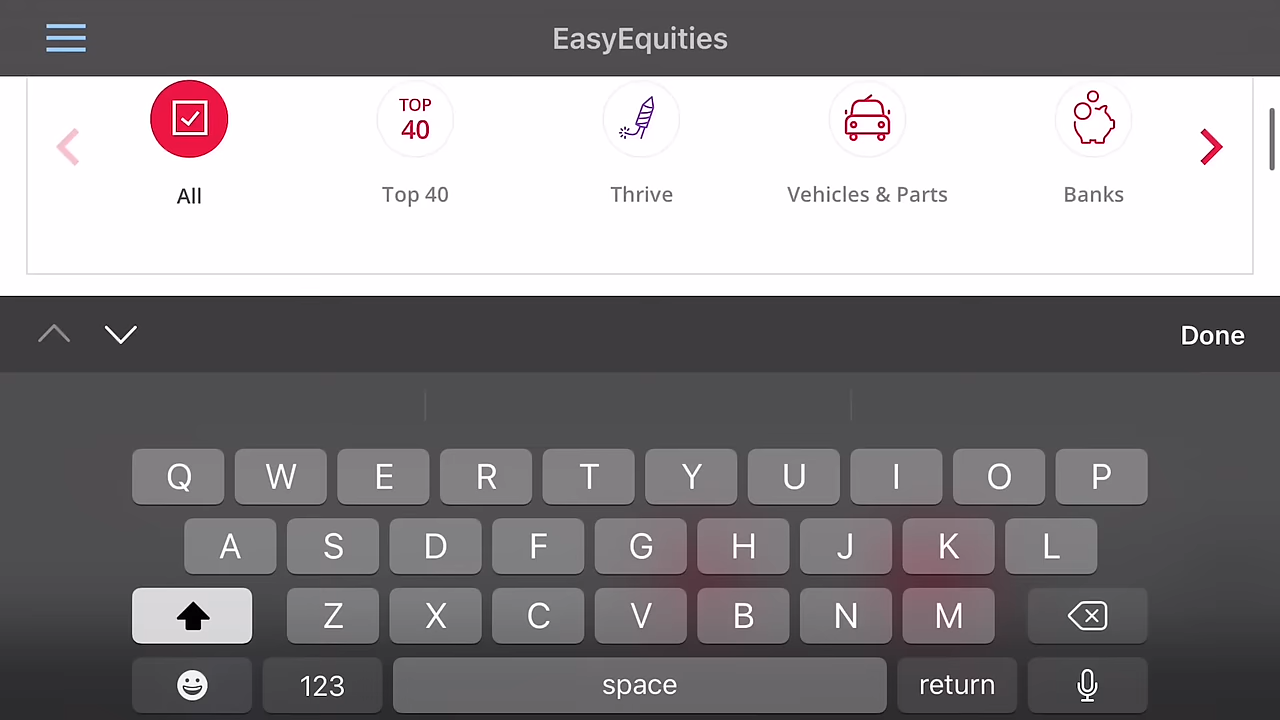 EasyEquities
TOP
40
All
Top 40
Thrive
Vehicles & Parts
Banks
Done
Q W E R T Y U I O P
A S D F G H J K L
Z X C V B N M
123 space return